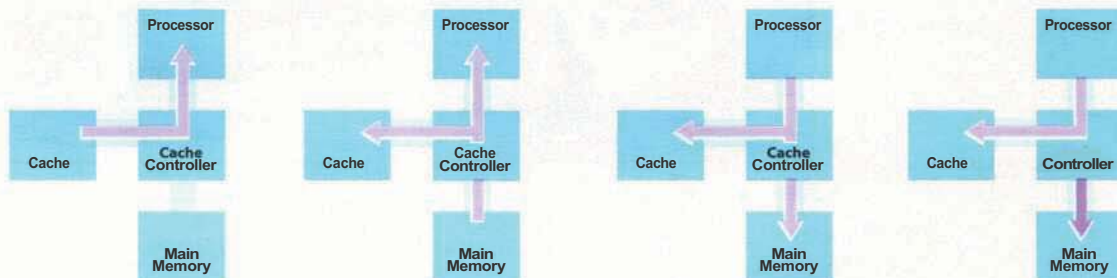 Processor
Cache
Cache
Controller
Main
Memory
Processor
Cache
Cache
Controller
Main
Memory
Processor
Cache
Cache
Controller
Main
Memory
Processor
Cache
Controller
Main
Memory